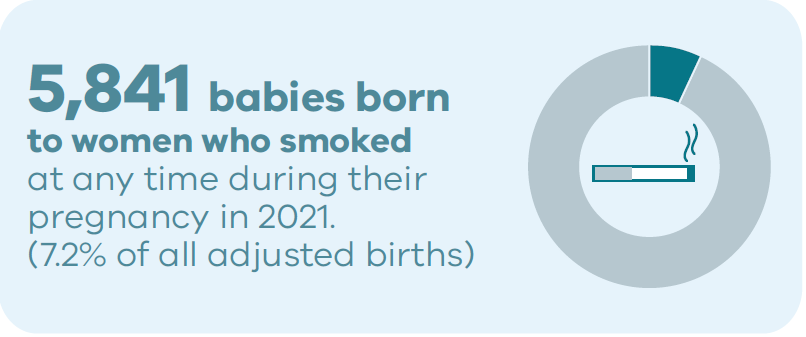 5,841 babies born
to women who smoked
at any time during their
pregnancy in 2021.
(7.2% of all adjusted births)